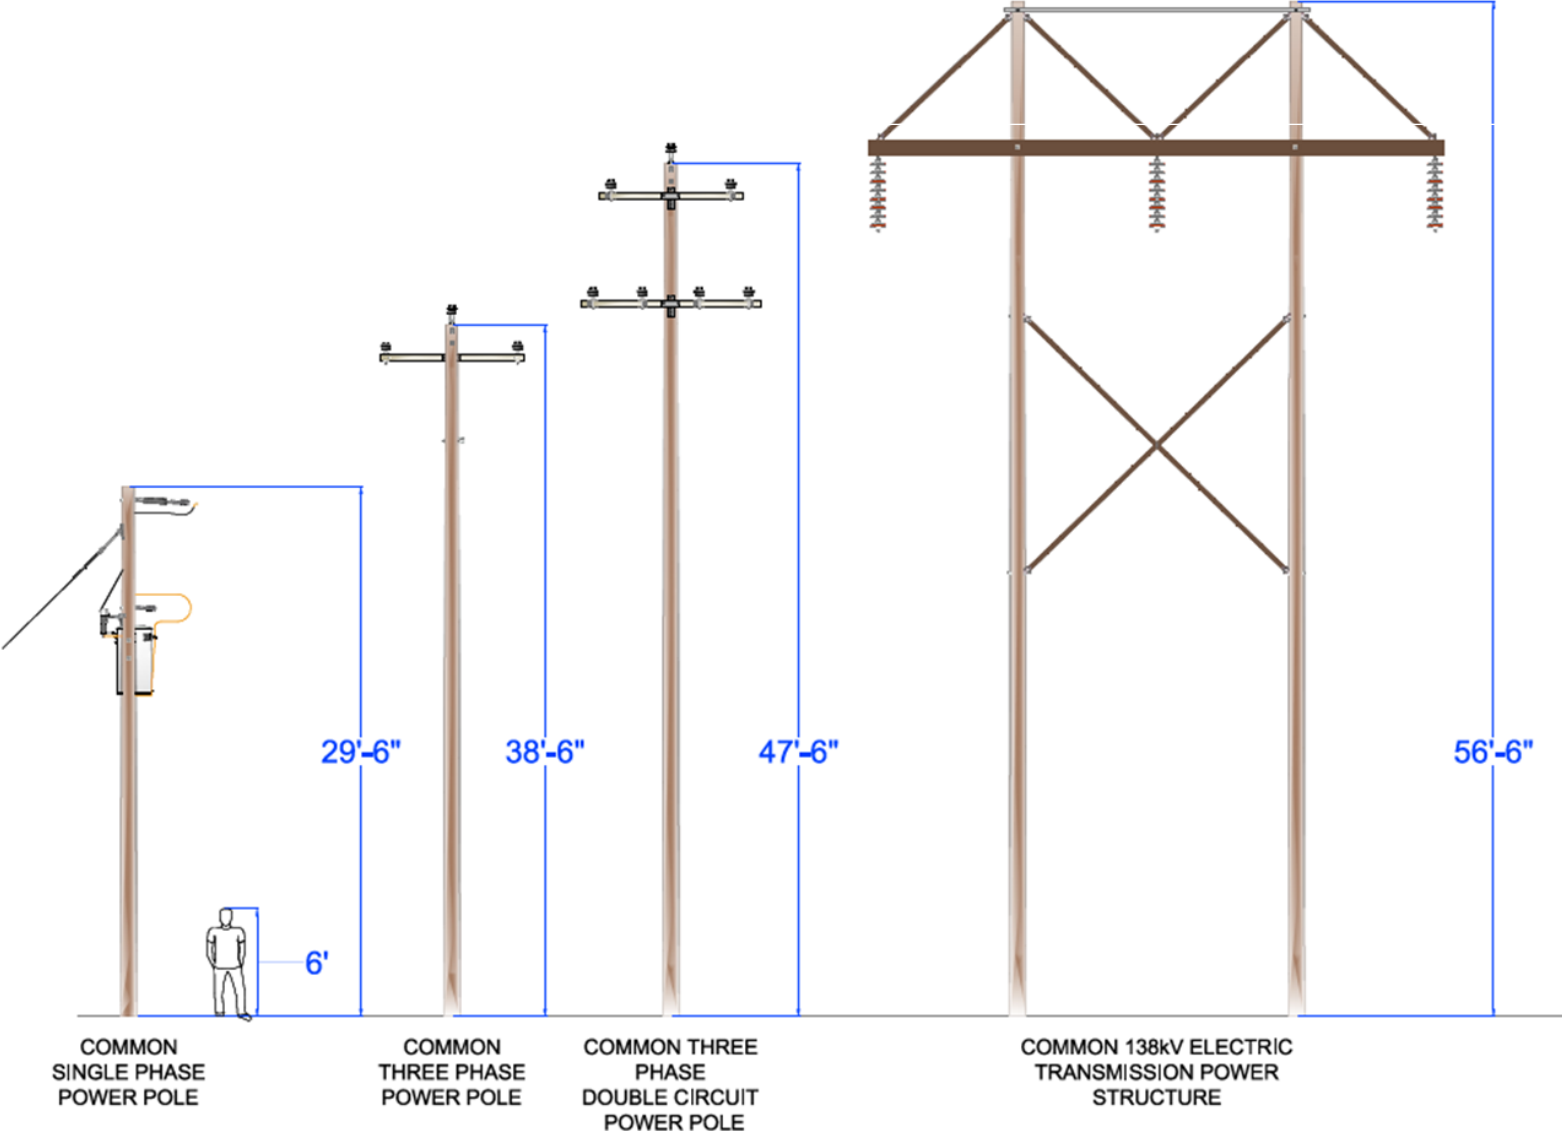 29'-6"
38'-6"
47'-6"
56'-6"
6'
COMMON
SINGLE PHASE
POWER POLE
COMMON
THREE PHASE
POWER POLE
COMMON THREE
PHASE
DOUBLE CIRCUIT
POWER POLE
COMMON 138kV ELECTRIC
TRANSMISSION POWER
STRUCTURE